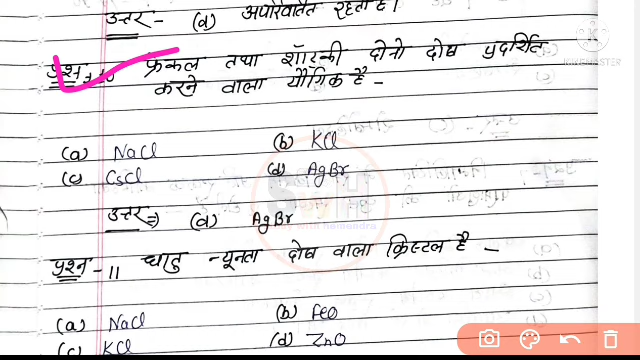 उत्तर - (d) अपरिवर्तित रहता है।
प्रश्न-10 फ्रेंकल तथा शॉट्की दोनो दोष प्रदर्शित
करने वाला यौगिक है -
(a) NaCl (b) KCl
(c) CsCl (d) AgBr
उत्तर ⇒ (d) AgBr
प्रश्न - 11 धातु न्यूनता दोष वाला क्रिस्टल है -
(a) NaCl (b) FeO
(c) KCl (d) ZnO
KINEMASTER